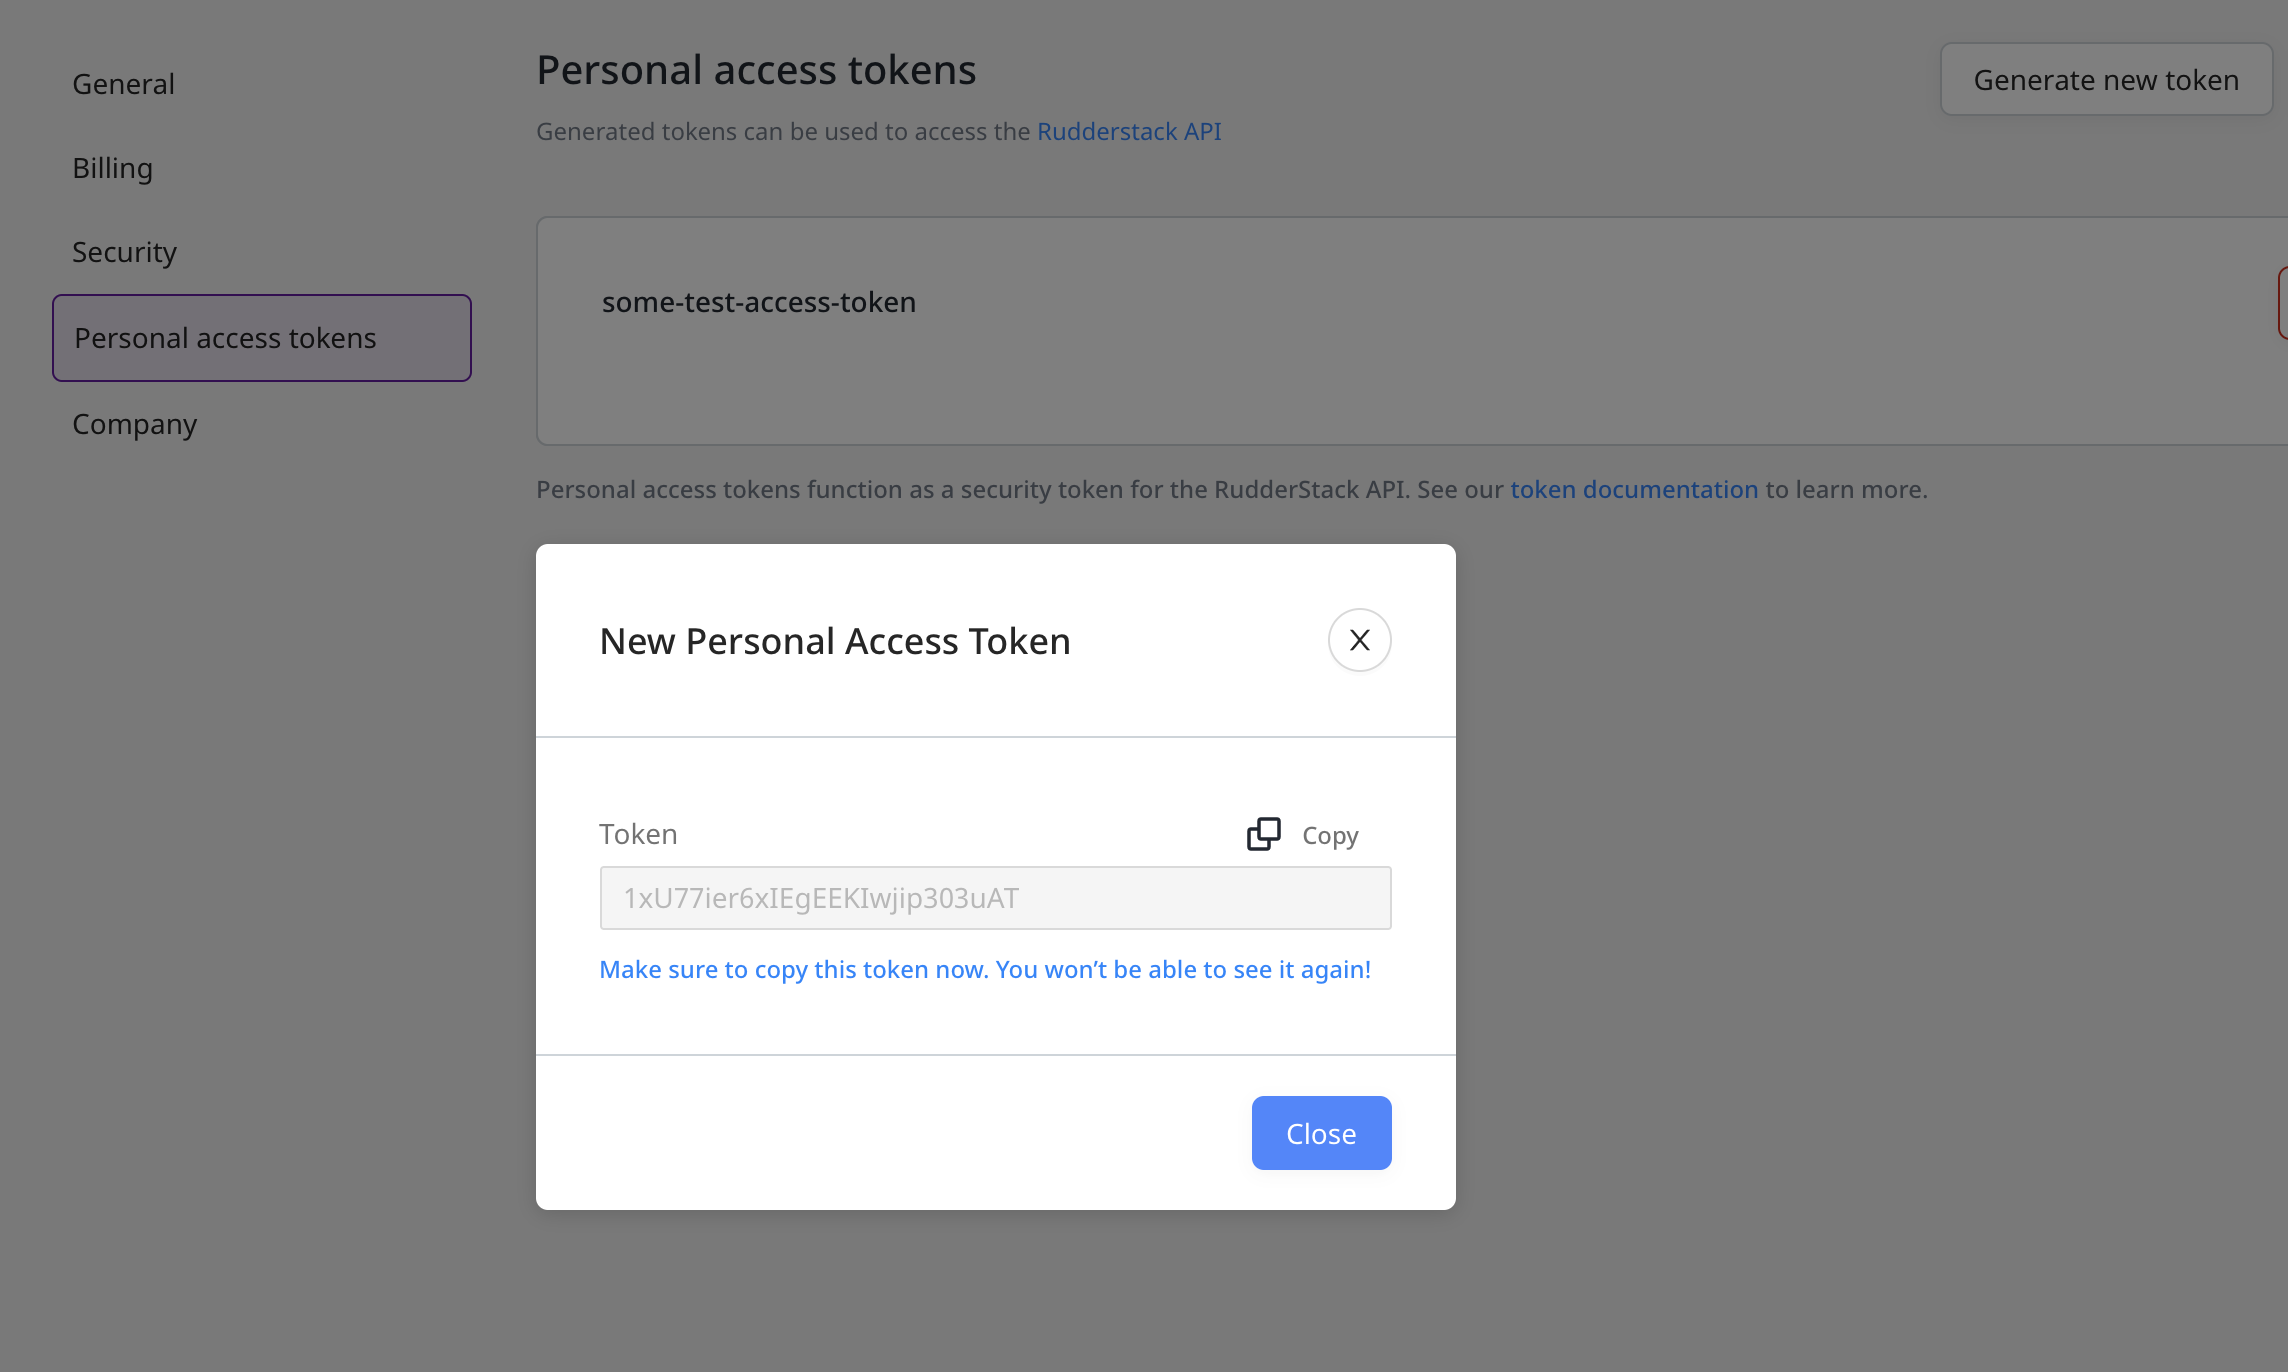 General
Billing
Security
Personal access tokens
Company
Personal access tokens
Generate new token
Generated tokens can be used to access the Rudderstack API
some-test-access-token
Personal access tokens function as a security token for the RudderStack API. See our token documentation to learn more.
New Personal Access Token
X
Token
Copy
1xU77ier6xIEgEEKIwjip303uAT
Make sure to copy this token now. You won’t be able to see it again!
Close